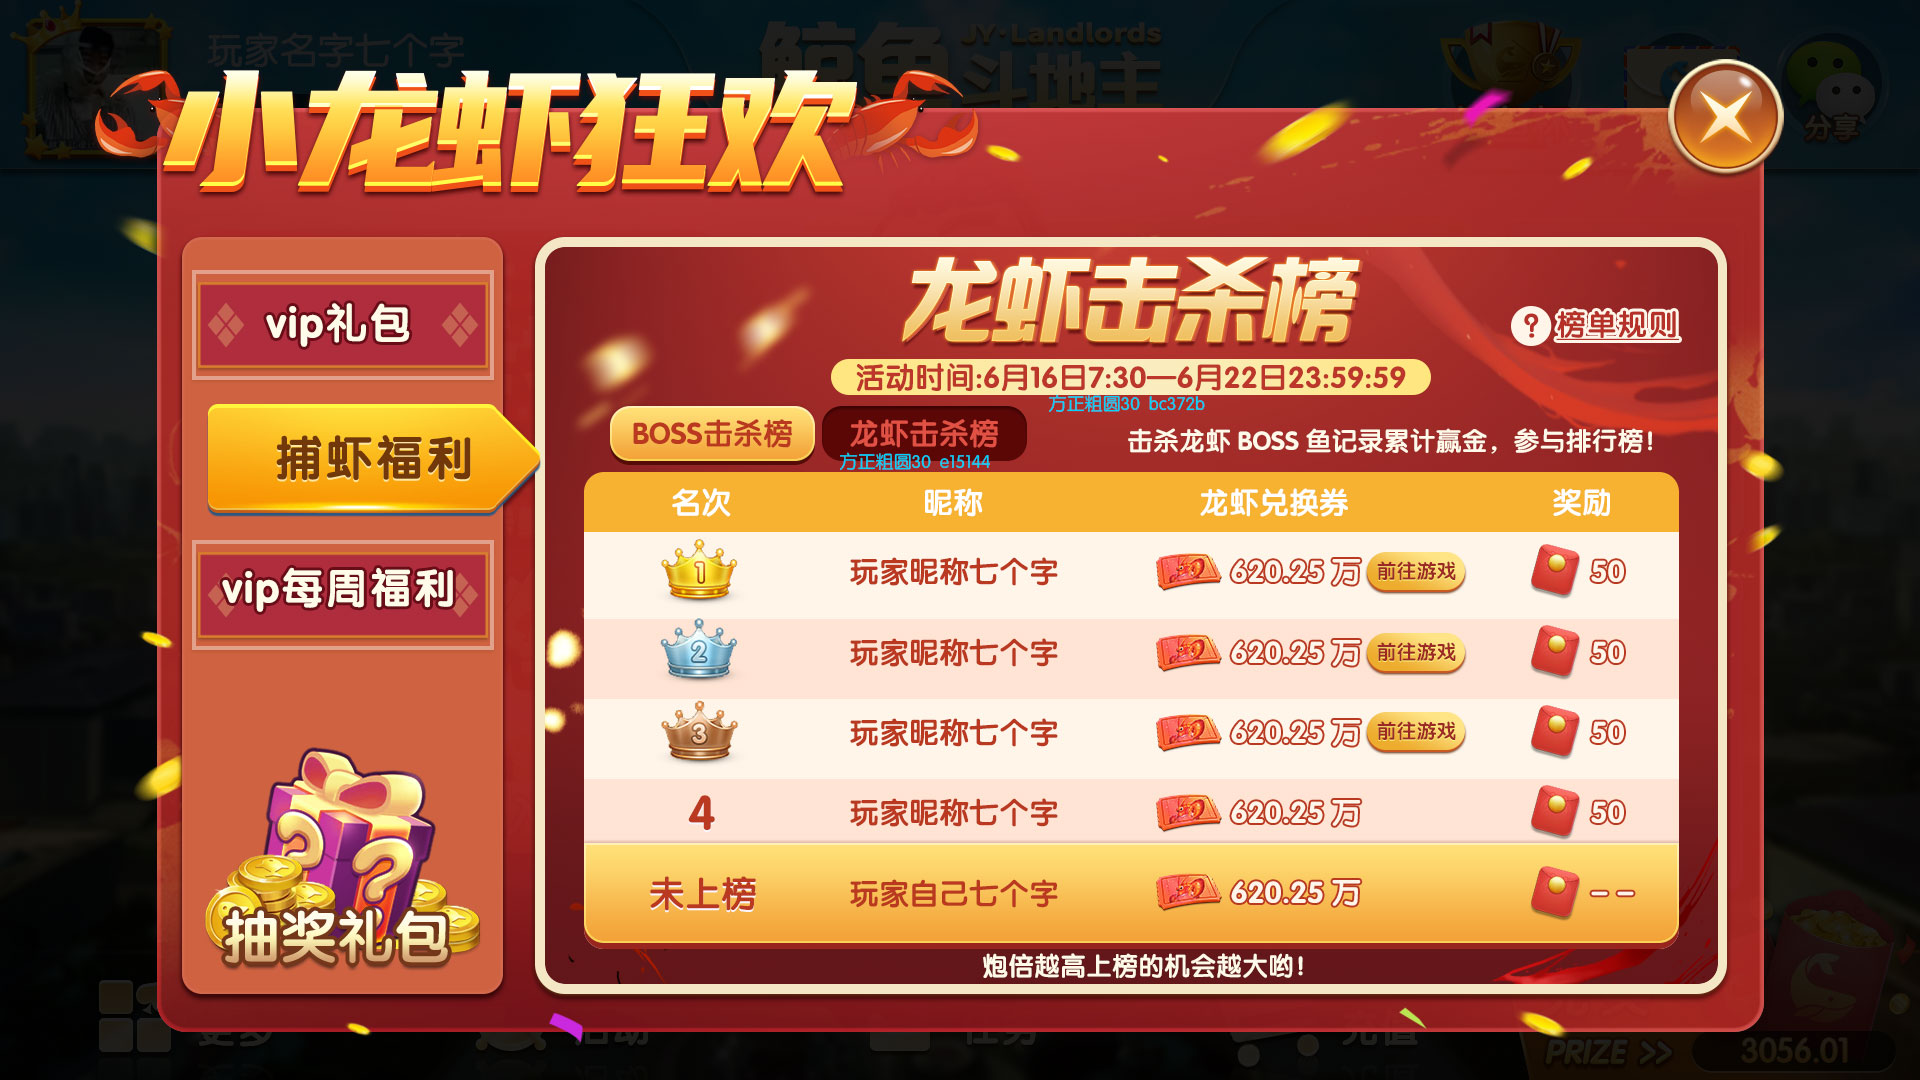 玩家名字七个字
鲸鱼
JY·Landlords
斗地主
分享
小龙虾狂欢
vip礼包
捕虾福利
vip每周福利
抽奖礼包
龙虾击杀榜
? 榜单规则
活动时间:6月16日7:30—6月22日23:59:59
方正粗圆30 bc372b
BOSS击杀榜
龙虾击杀榜
方正粗圆30 e15144
击杀龙虾 BOSS 鱼记录累计赢金，参与排行榜！
名次 昵称 龙虾兑换券 奖励
1 玩家昵称七个字 620.25 万 前往游戏 50
2 玩家昵称七个字 620.25 万 前往游戏 50
3 玩家昵称七个字 620.25 万 前往游戏 50
4 玩家昵称七个字 620.25 万 50
未上榜 玩家自己七个字 620.25 万 – –
炮倍越高上榜的机会越大哟！
更多 活动 任务 充值
PRIZE >> 3056.01